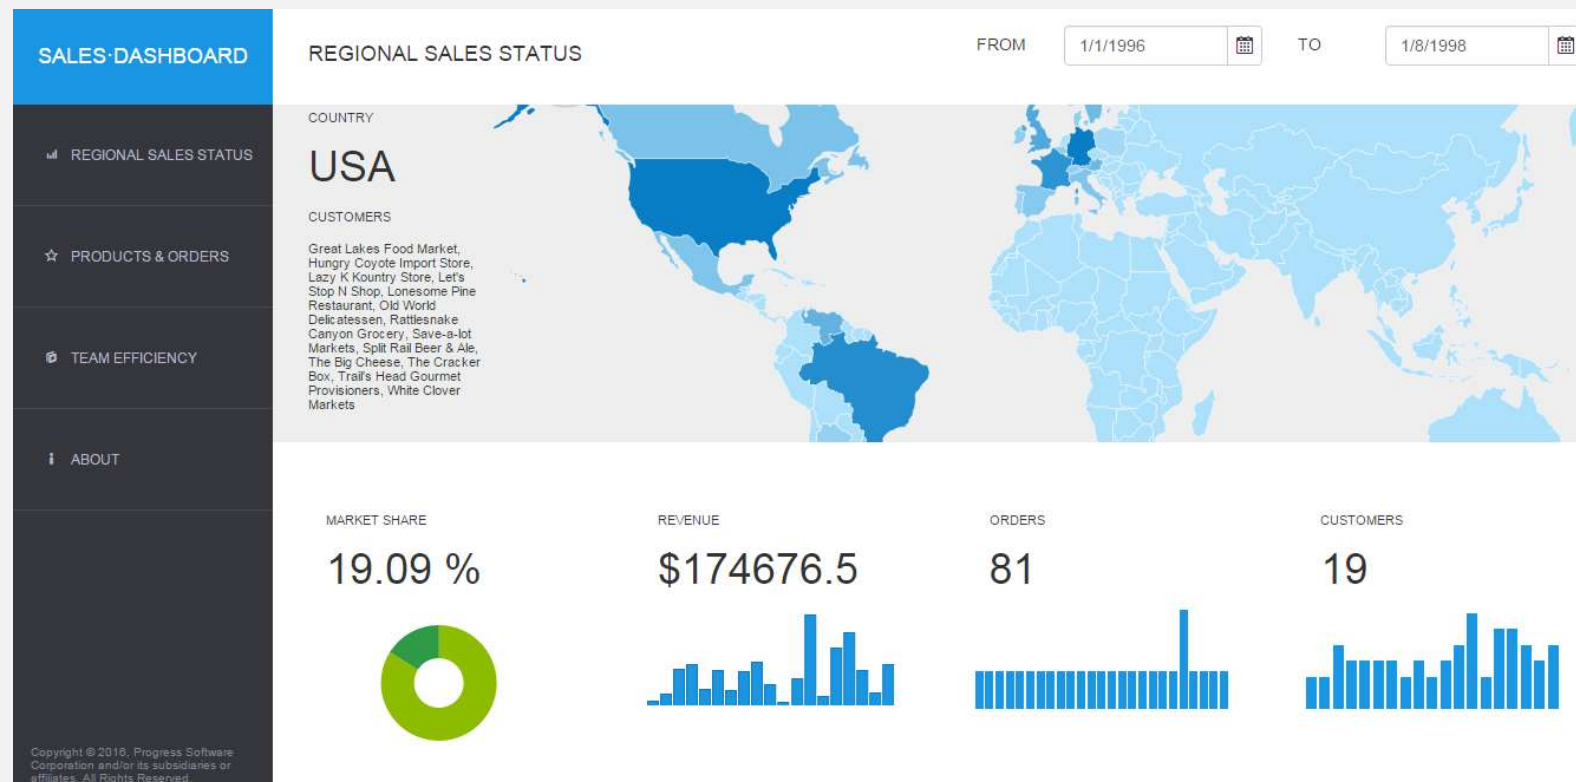 SALES·DASHBOARD
REGIONAL SALES STATUS
FROM
1/1/1996
TO
1/8/1998
REGIONAL SALES STATUS
PRODUCTS & ORDERS
TEAM EFFICIENCY
ABOUT
COUNTRY
USA
CUSTOMERS
Great Lakes Food Market,
Hungry Coyote Import Store,
Lazy K Kountry Store, Let's
Stop N Shop, Lonesome Pine
Restaurant, Old World
Delicatessen, Rattlesnake
Canyon Grocery, Save-a-lot
Markets, Split Rail Beer & Ale,
The Big Cheese, The Cracker
Box, Trail's Head Gourmet
Provisioners, White Clover
Markets
MARKET SHARE
19.09 %
REVENUE
$174676.5
ORDERS
81
CUSTOMERS
19
Copyright © 2016, Progress Software
Corporation and/or its subsidiaries or
affiliates. All Rights Reserved.